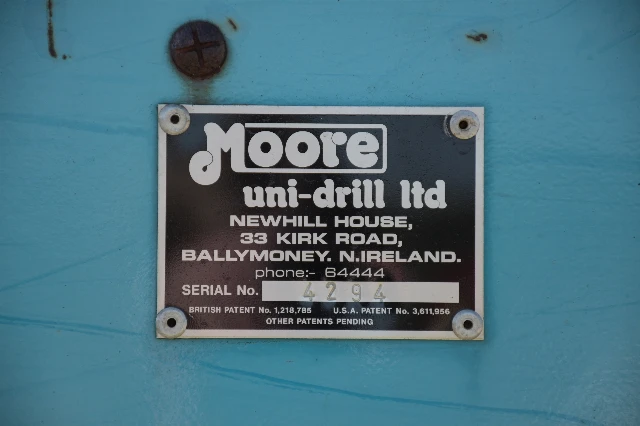 Moore
uni-drill ltd
NEWHILL HOUSE,
33 KIRK ROAD,
BALLYMONEY. N.IRELAND.
phone:- 64444
SERIAL No. 4294
BRITISH PATENT No. 1,218,785 U.S.A. PATENT No. 3,611,956
OTHER PATENTS PENDING